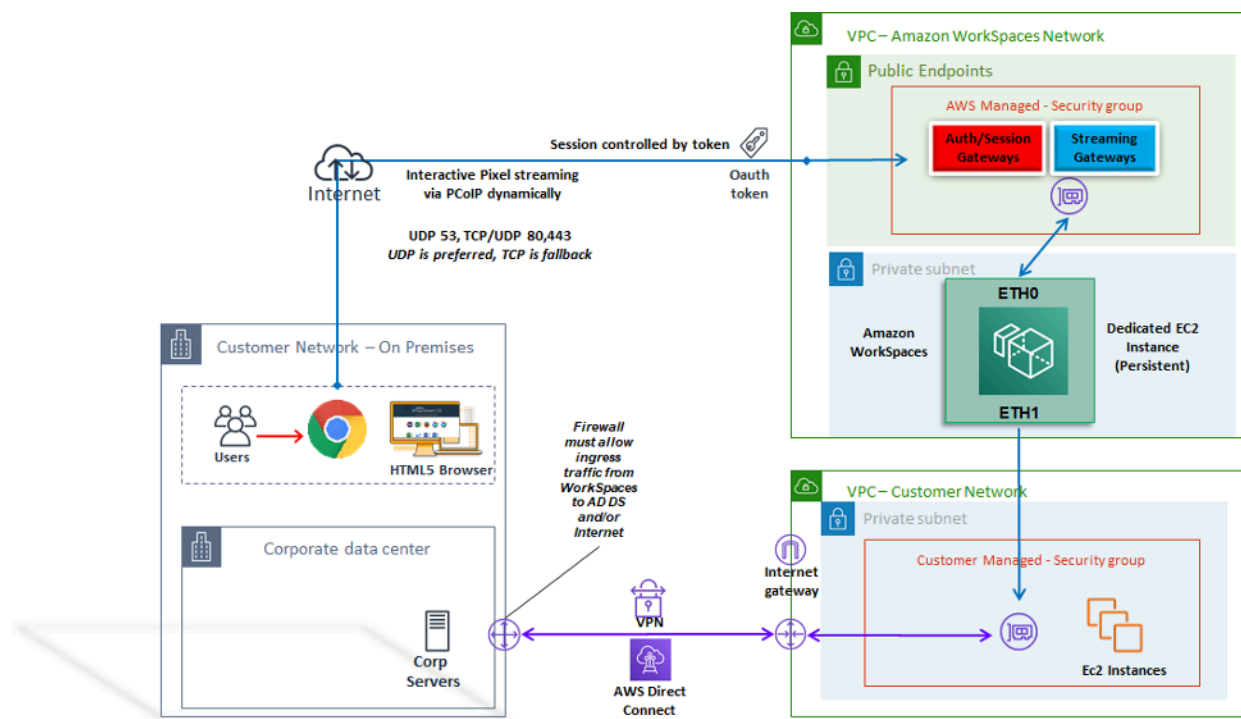 VPC – Amazon WorkSpaces Network
Public Endpoints
AWS Managed - Security group
Auth/Session
Gateways
Streaming
Gateways
Session controlled by token
Oauth
token
Internet
Interactive Pixel streaming
via PCoIP dynamically
UDP 53, TCP/UDP 80,443
UDP is preferred, TCP is fallback
Private subnet
ETH0
Amazon
WorkSpaces
Dedicated EC2
Instance
(Persistent)
ETH1
Customer Network – On Premises
Users
HTML5 Browser
Firewall
must allow
ingress
traffic from
WorkSpaces
to AD DS
and/or
Internet
Corporate data center
Corp
Servers
VPN
AWS Direct
Connect
VPC – Customer Network
Private subnet
Customer Managed - Security group
Internet
gateway
Ec2 Instances